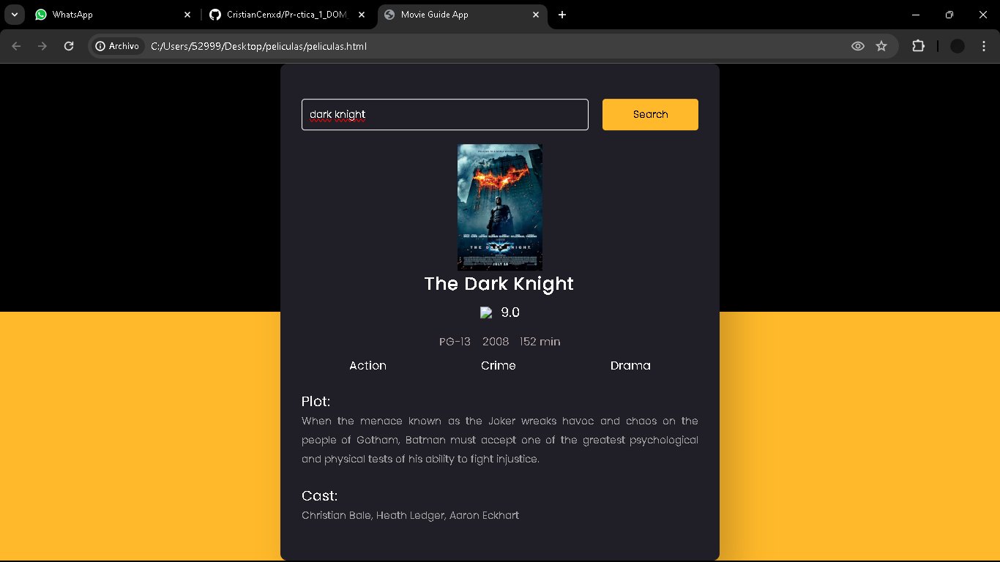 WhatsApp
CristianCenxd/Pr-ctica_1_DOM_
Movie Guide App
Archivo
C:/Users/52999/Desktop/peliculas/peliculas.html
dark knight
Search
THE DARK KNIGHT
JULY 18
The Dark Knight
9.0
PG-13 2008 152 min
Action Crime Drama
Plot:
When the menace known as the Joker wreaks havoc and chaos on the
people of Gotham, Batman must accept one of the greatest psychological
and physical tests of his ability to fight injustice.
Cast:
Christian Bale, Heath Ledger, Aaron Eckhart